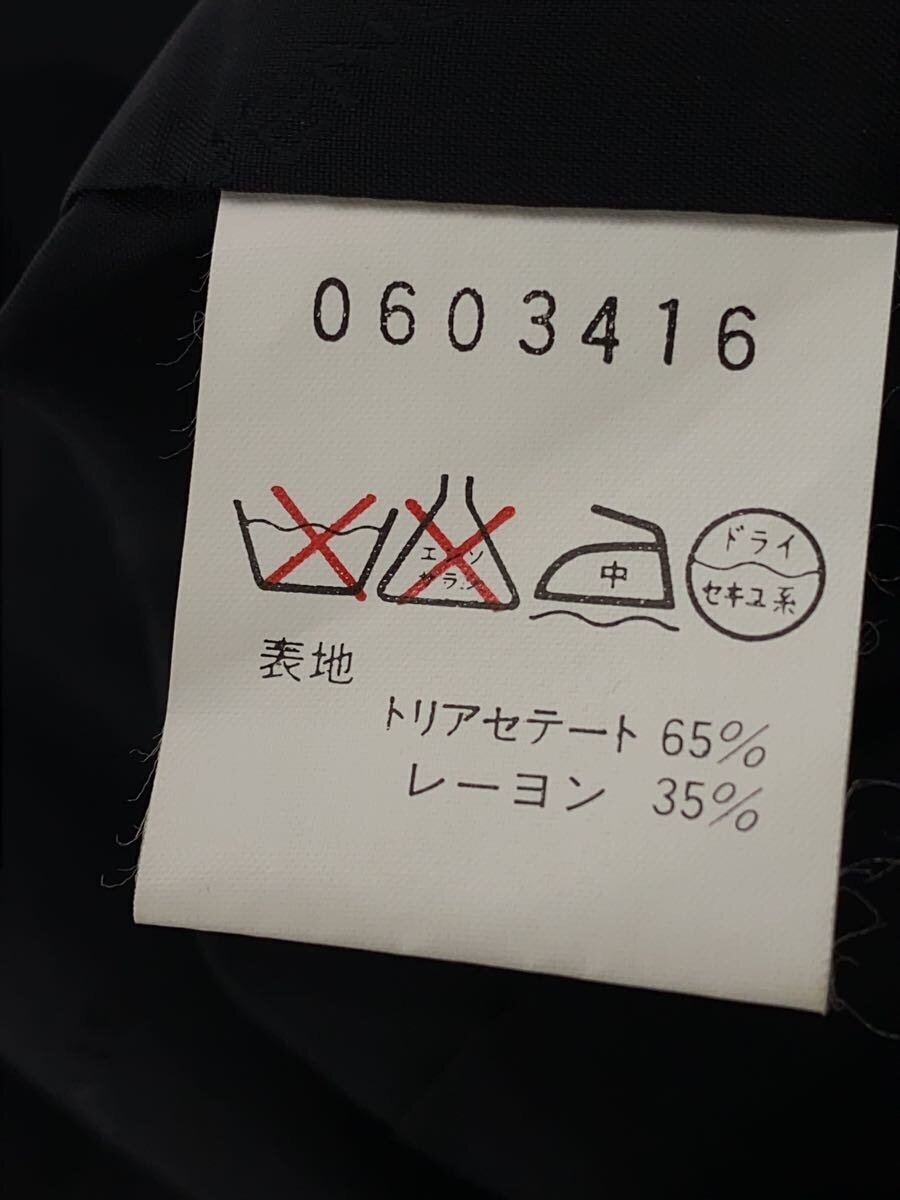 0603416
エンソ
サラシ
中
ドライ
セキユ系
表地
トリアセテート 65%
レーヨン 35%